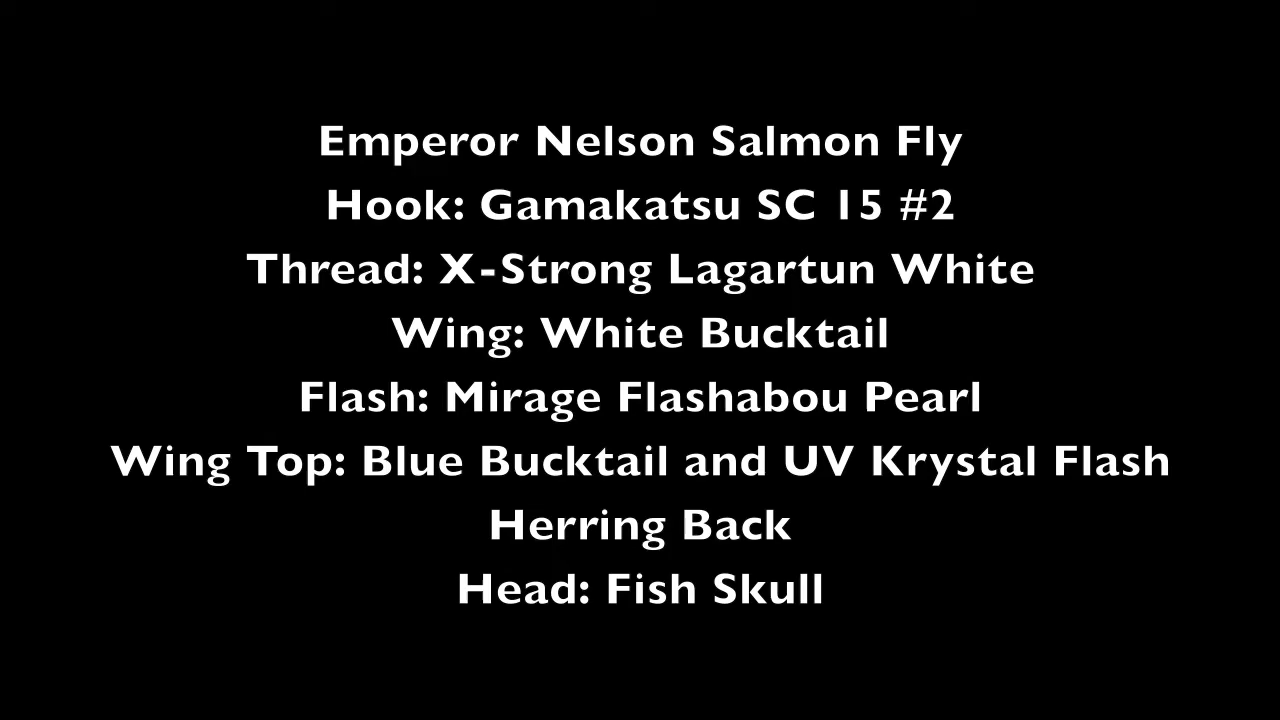 Emperor Nelson Salmon Fly
Hook: Gamakatsu SC 15 #2
Thread: X-Strong Lagartun White
Wing: White Bucktail
Flash: Mirage Flashabou Pearl
Wing Top: Blue Bucktail and UV Krystal Flash
Herring Back
Head: Fish Skull